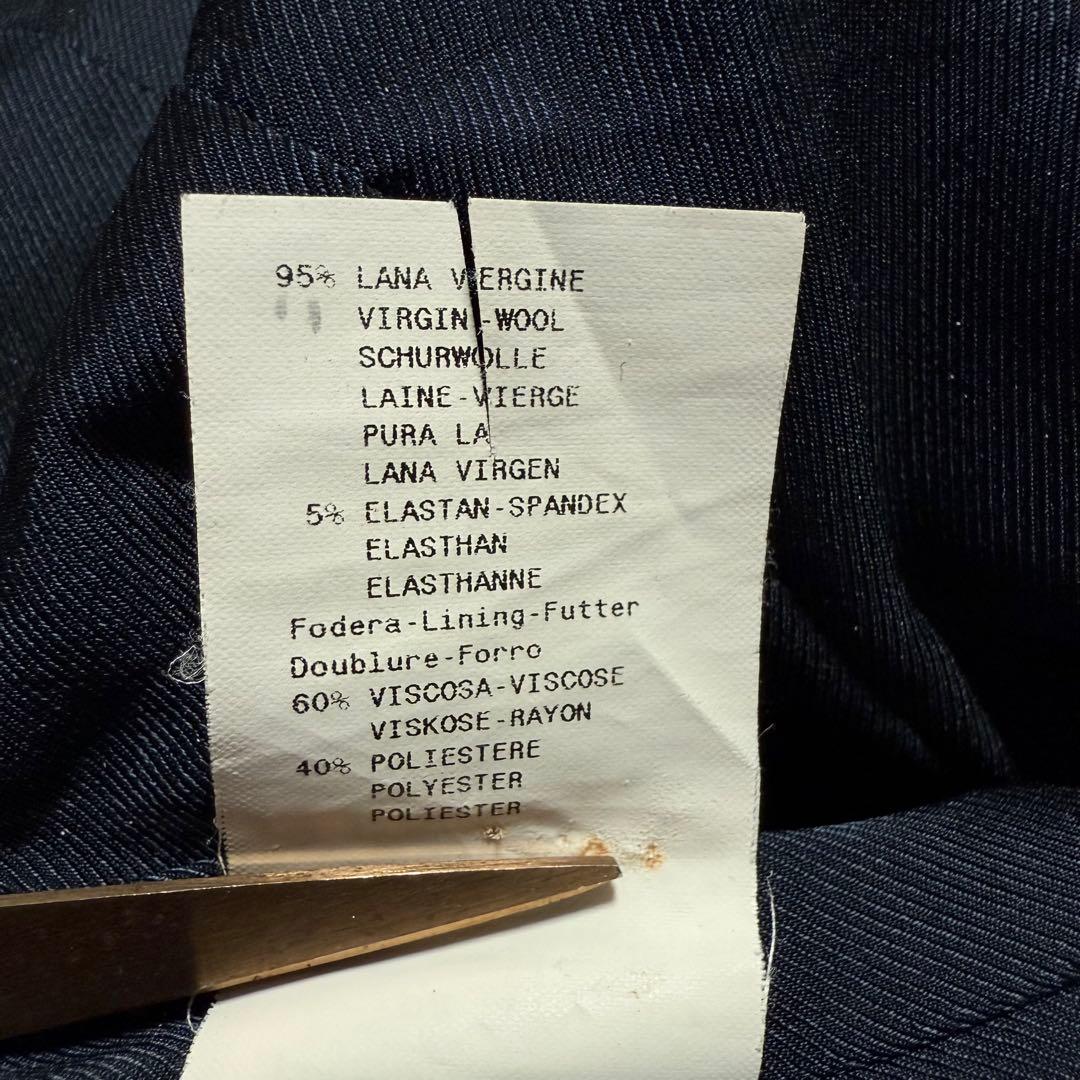 95% LANA VERGINE
VIRGIN-WOOL
SCHURWOLLE
LAINE-VIERGE
PURA LA
LANA VIRGEN
5% ELASTAN-SPANDEX
ELASTHAN
ELASTHANNE
Fodera-Lining-Futter
Doublure-Forro
60% VISCOSA-VISCOSE
VISKOSE-RAYON
40% POLIESTERE
POLYESTER
POLIESTER